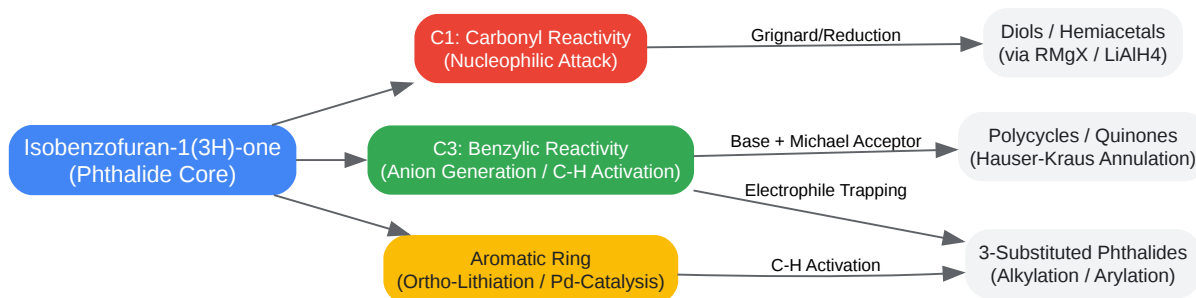 Isobenzofuran-1(3H)-one
(Phthalide Core)
C1: Carbonyl Reactivity
(Nucleophilic Attack)
Grignard/Reduction
Diols / Hemiacetals
(via RMgX / LiAlH4)
C3: Benzylic Reactivity
(Anion Generation / C-H Activation)
Base + Michael Acceptor
Polycycles / Quinones
(Hauser-Kraus Annulation)
Electrophile Trapping
Aromatic Ring
(Ortho-Lithiation / Pd-Catalysis)
C-H Activation
3-Substituted Phthalides
(Alkylation / Arylation)